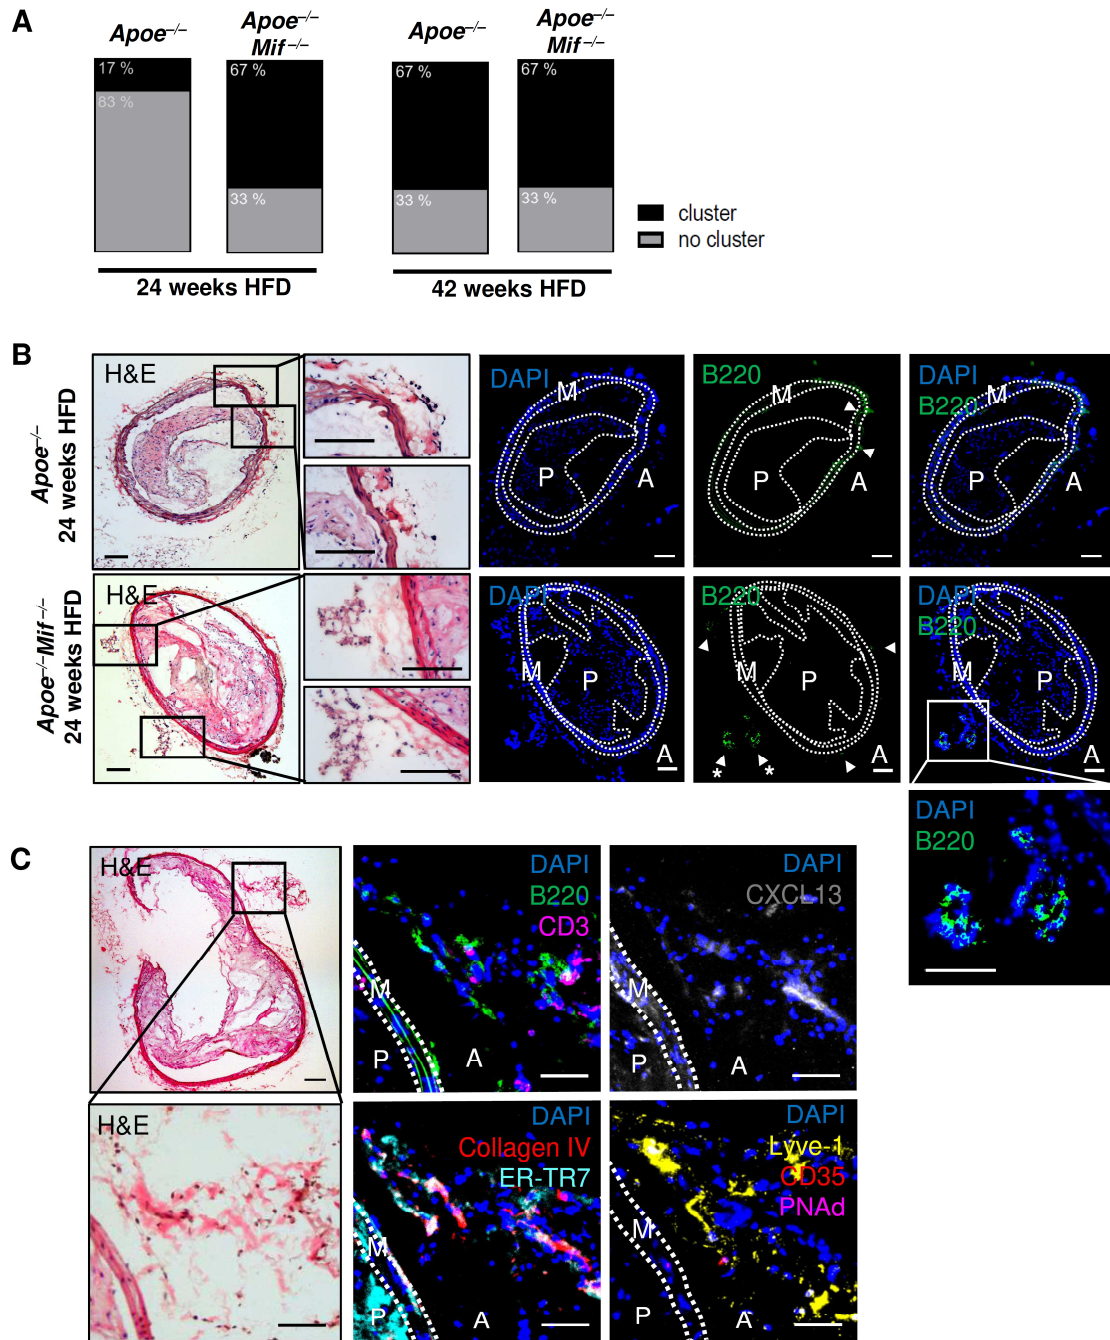 A
Apoe–/–
Apoe–/–
Mif–/–
Apoe–/–
Apoe–/–
Mif–/–
17 %
83 %
67 %
33 %
67 %
33 %
67 %
33 %
cluster
no cluster
24 weeks HFD
42 weeks HFD
B
Apoe–/–
24 weeks HFD
H&E
DAPI
M
P
A
B220
M
P
A
DAPI
B220
M
P
A
Apoe–/–Mif–/–
24 weeks HFD
H&E
DAPI
M
P
A
B220
M
P
A
* *
DAPI
B220
M
P
A
DAPI
B220
C
H&E
DAPI
B220
CD3
M
P
A
DAPI
CXCL13
M
P
A
H&E
DAPI
Collagen IV
ER-TR7
M
P
A
DAPI
Lyve-1
CD35
PNAd
M
P
A